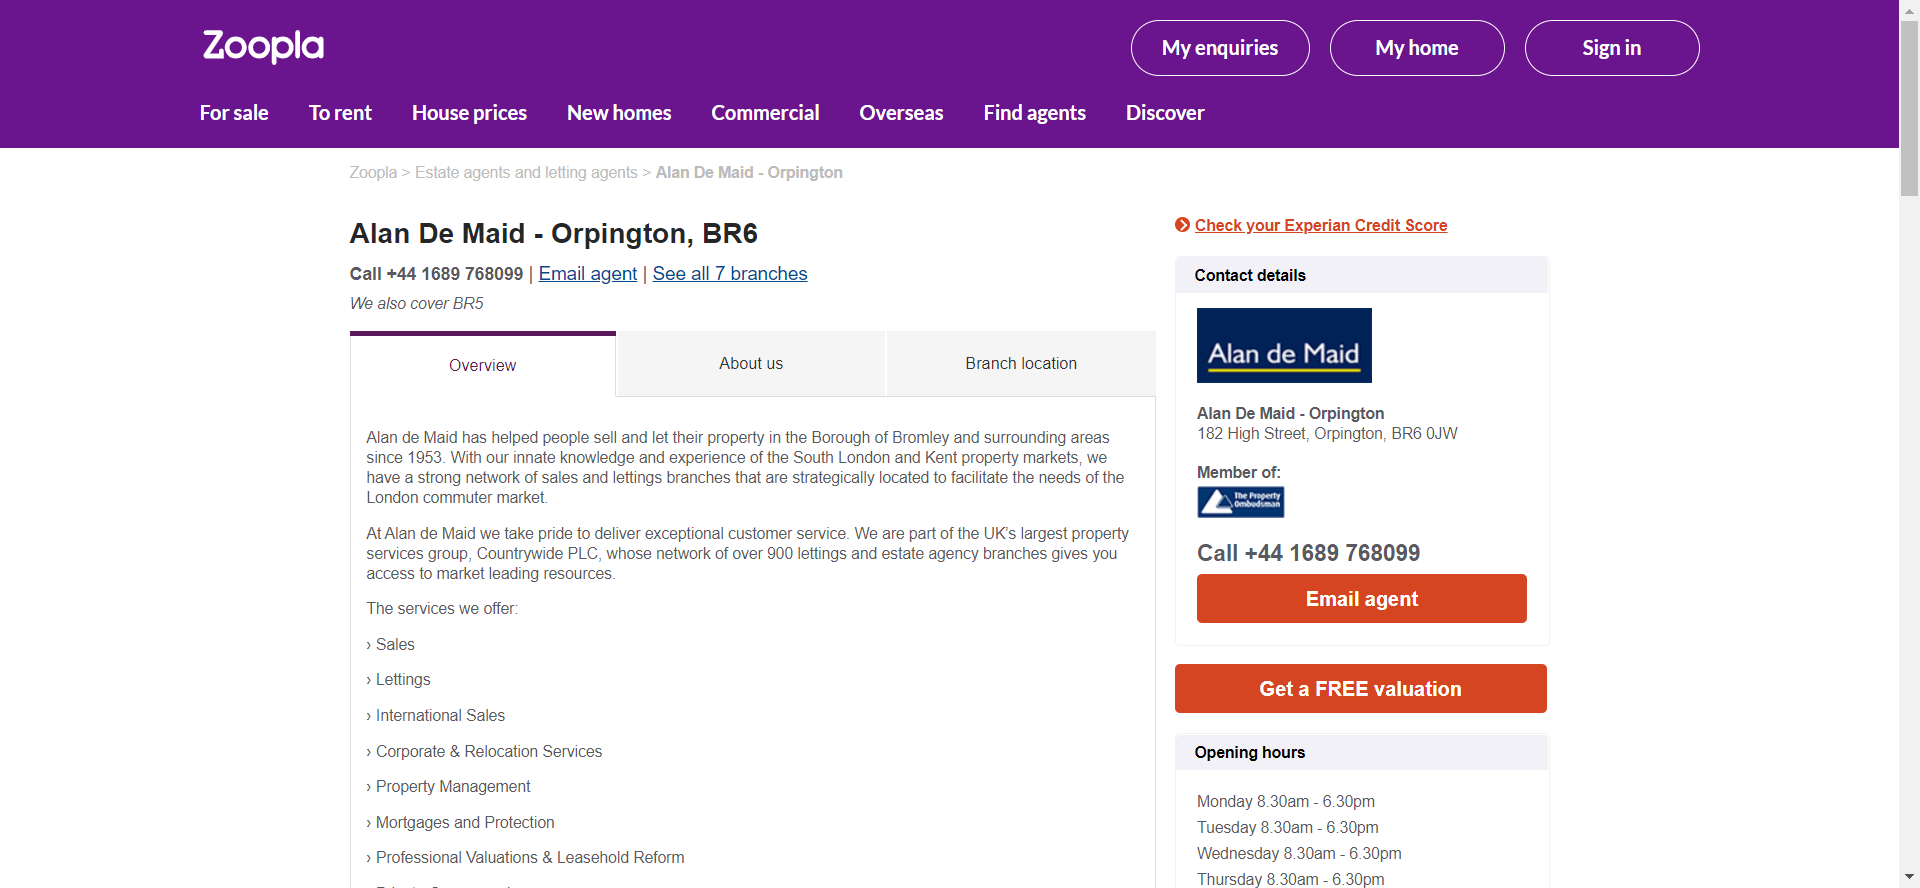 Zoopla
My enquiries
My home
Sign in
For sale
To rent
House prices
New homes
Commercial
Overseas
Find agents
Discover
Zoopla > Estate agents and letting agents > Alan De Maid - Orpington
Alan De Maid - Orpington, BR6
Call +44 1689 768099 | Email agent | See all 7 branches
We also cover BR5
Overview
About us
Branch location
Alan de Maid has helped people sell and let their property in the Borough of Bromley and surrounding areas
since 1953. With our innate knowledge and experience of the South London and Kent property markets, we
have a strong network of sales and lettings branches that are strategically located to facilitate the needs of the
London commuter market.
At Alan de Maid we take pride to deliver exceptional customer service. We are part of the UK's largest property
services group, Countrywide PLC, whose network of over 900 lettings and estate agency branches gives you
access to market leading resources.
The services we offer:
› Sales
› Lettings
› International Sales
› Corporate & Relocation Services
› Property Management
› Mortgages and Protection
› Professional Valuations & Leasehold Reform
Check your Experian Credit Score
Contact details
Alan de Maid
Alan De Maid - Orpington
182 High Street, Orpington, BR6 0JW
Member of:
The Property
Ombudsman
Call +44 1689 768099
Email agent
Get a FREE valuation
Opening hours
Monday 8.30am - 6.30pm
Tuesday 8.30am - 6.30pm
Wednesday 8.30am - 6.30pm
Thursday 8.30am - 6.30pm